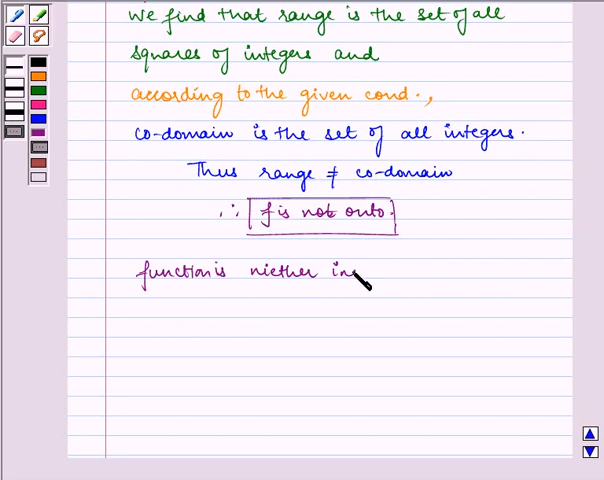 We find that range is the set of all
squares of integers and
according to the given cond.,
co-domain is the set of all integers.
Thus range ≠ co-domain
∴ f is not onto.
function is niether in